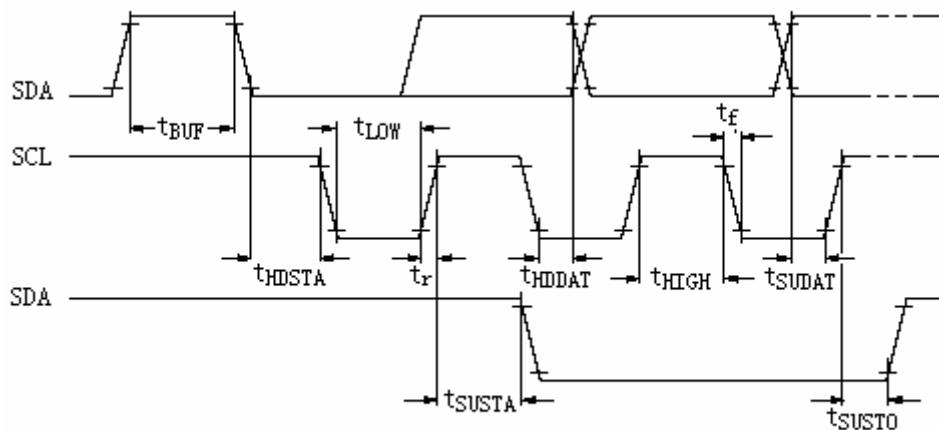 SDA
tBUF
tLOW
tf
SCL
tHDSTA
tr
tHDDAT
tHIGH
tSUDAT
SDA
tSUSTA
tSUSTO